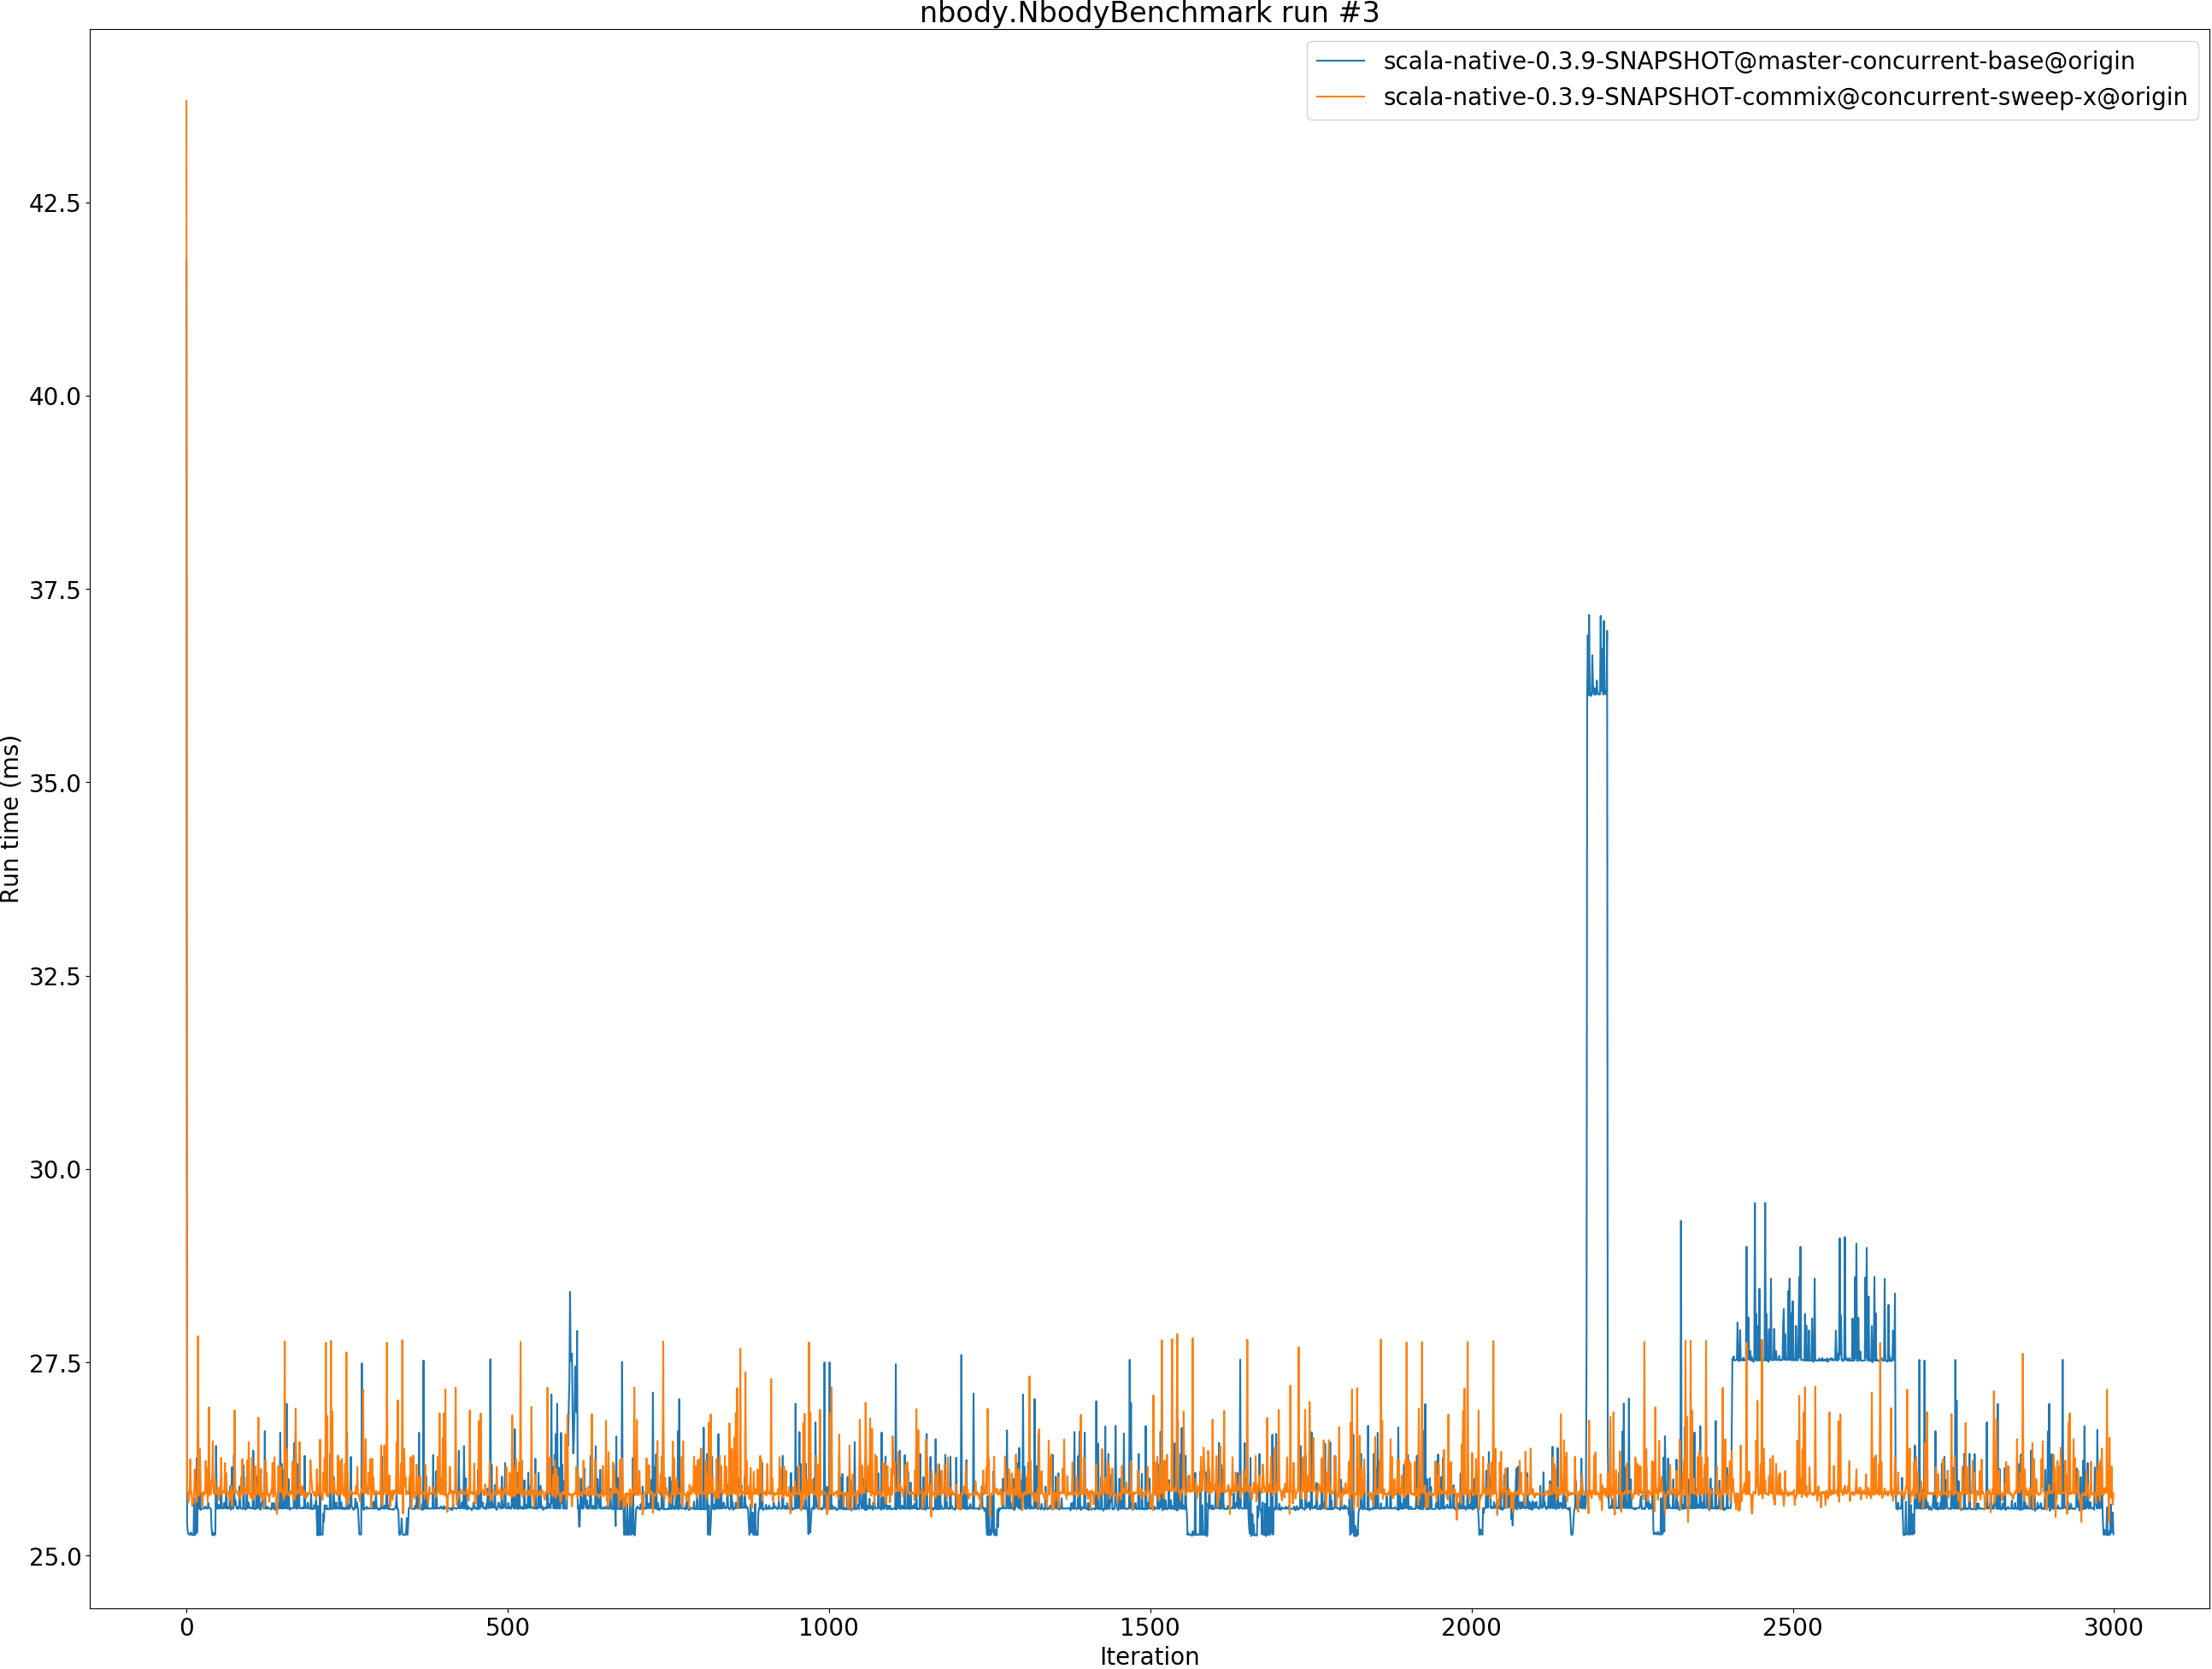 nbody.NbodyBenchmark run #3
scala-native-0.3.9-SNAPSHOT@master-concurrent-base@origin
scala-native-0.3.9-SNAPSHOT-commix@concurrent-sweep-x@origin
42.5
40.0
37.5
35.0
32.5
30.0
27.5
25.0
Run time (ms)
0 500 1000 1500 2000 2500 3000
Iteration